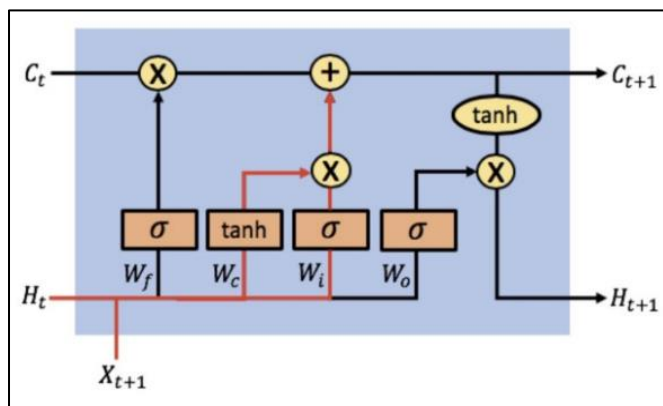 C_t X + C_{t+1}
tanh
X X
σ tanh σ σ
W_f W_c W_i W_o
H_t H_{t+1}
X_{t+1}